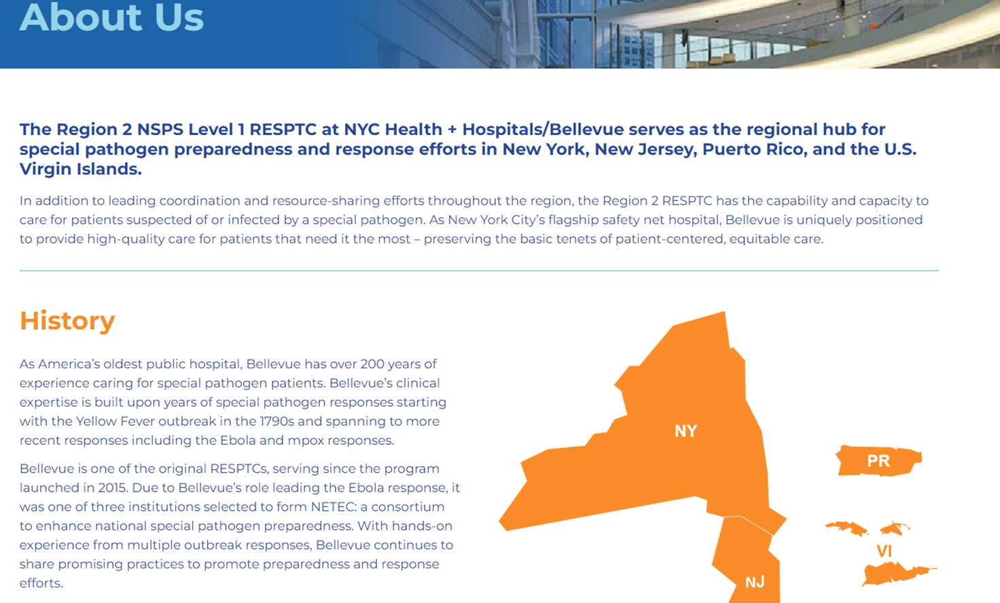 About Us
The Region 2 NSPS Level 1 RESPTC at NYC Health + Hospitals/Bellevue serves as the regional hub for
special pathogen preparedness and response efforts in New York, New Jersey, Puerto Rico, and the U.S.
Virgin Islands.
In addition to leading coordination and resource-sharing efforts throughout the region, the Region 2 RESPTC has the capability and capacity to
care for patients suspected of or infected by a special pathogen. As New York City’s flagship safety net hospital, Bellevue is uniquely positioned
to provide high-quality care for patients that need it the most – preserving the basic tenets of patient-centered, equitable care.
History
As America’s oldest public hospital, Bellevue has over 200 years of
experience caring for special pathogen patients. Bellevue’s clinical
expertise is built upon years of special pathogen responses starting
with the Yellow Fever outbreak in the 1790s and spanning to more
recent responses including the Ebola and mpox responses.
Bellevue is one of the original RESPTCs, serving since the program
launched in 2015. Due to Bellevue’s role leading the Ebola response, it
was one of three institutions selected to form NETEC: a consortium
to enhance national special pathogen preparedness. With hands-on
experience from multiple outbreak responses, Bellevue continues to
share promising practices to promote preparedness and response
efforts.
NY
PR
VI
NJ